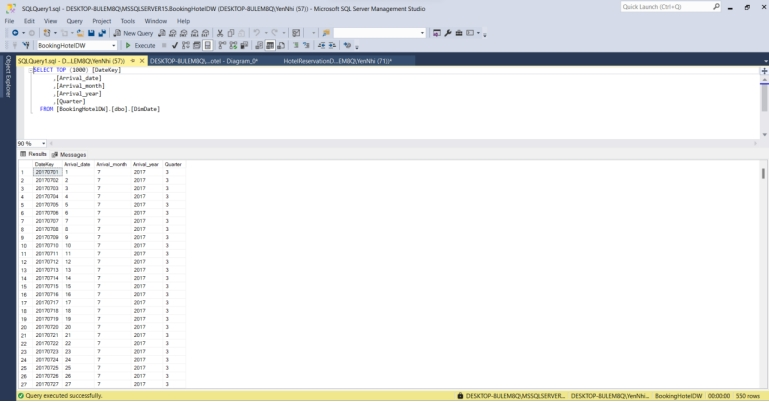 SQLQuery1.sql - DESKTOP-8ULEM8Q\MSSQLSERVER15.BookingHotelDW (DESKTOP-8ULEM8Q\YenNhi (57)) - Microsoft SQL Server Management Studio
Quick Launch (Ctrl+Q)
File Edit View Query Project Tools Window Help
New Query
BookingHotelDW Execute
SQLQuery1.sql - D...LEM8Q\YenNhi (57)) DESKTOP-8ULEM8Q\...otel - Diagram_0* HotelReservationD...EM8Q\YenNhi (71))*
Object Explorer
SELECT TOP (1000) [DateKey]
,[Arrival_date]
,[Arrival_month]
,[Arrival_year]
,[Quarter]
FROM [BookingHotelDW].[dbo].[DimDate]
90 %
Results Messages
DateKey Arrival_date Arrival_month Arrival_year Quarter
1 20170701 1 7 2017 3
2 20170702 2 7 2017 3
3 20170703 3 7 2017 3
4 20170704 4 7 2017 3
5 20170705 5 7 2017 3
6 20170706 6 7 2017 3
7 20170707 7 7 2017 3
8 20170708 8 7 2017 3
9 20170709 9 7 2017 3
10 20170710 10 7 2017 3
11 20170711 11 7 2017 3
12 20170712 12 7 2017 3
13 20170713 13 7 2017 3
14 20170714 14 7 2017 3
15 20170715 15 7 2017 3
16 20170716 16 7 2017 3
17 20170717 17 7 2017 3
18 20170718 18 7 2017 3
19 20170719 19 7 2017 3
20 20170720 20 7 2017 3
21 20170721 21 7 2017 3
22 20170722 22 7 2017 3
23 20170723 23 7 2017 3
24 20170724 24 7 2017 3
25 20170725 25 7 2017 3
26 20170726 26 7 2017 3
27 20170727 27 7 2017 3
Query executed successfully. DESKTOP-8ULEM8Q\MSSQLSERVER... DESKTOP-8ULEM8Q\YenNhi... BookingHotelDW 00:00:00 550 rows